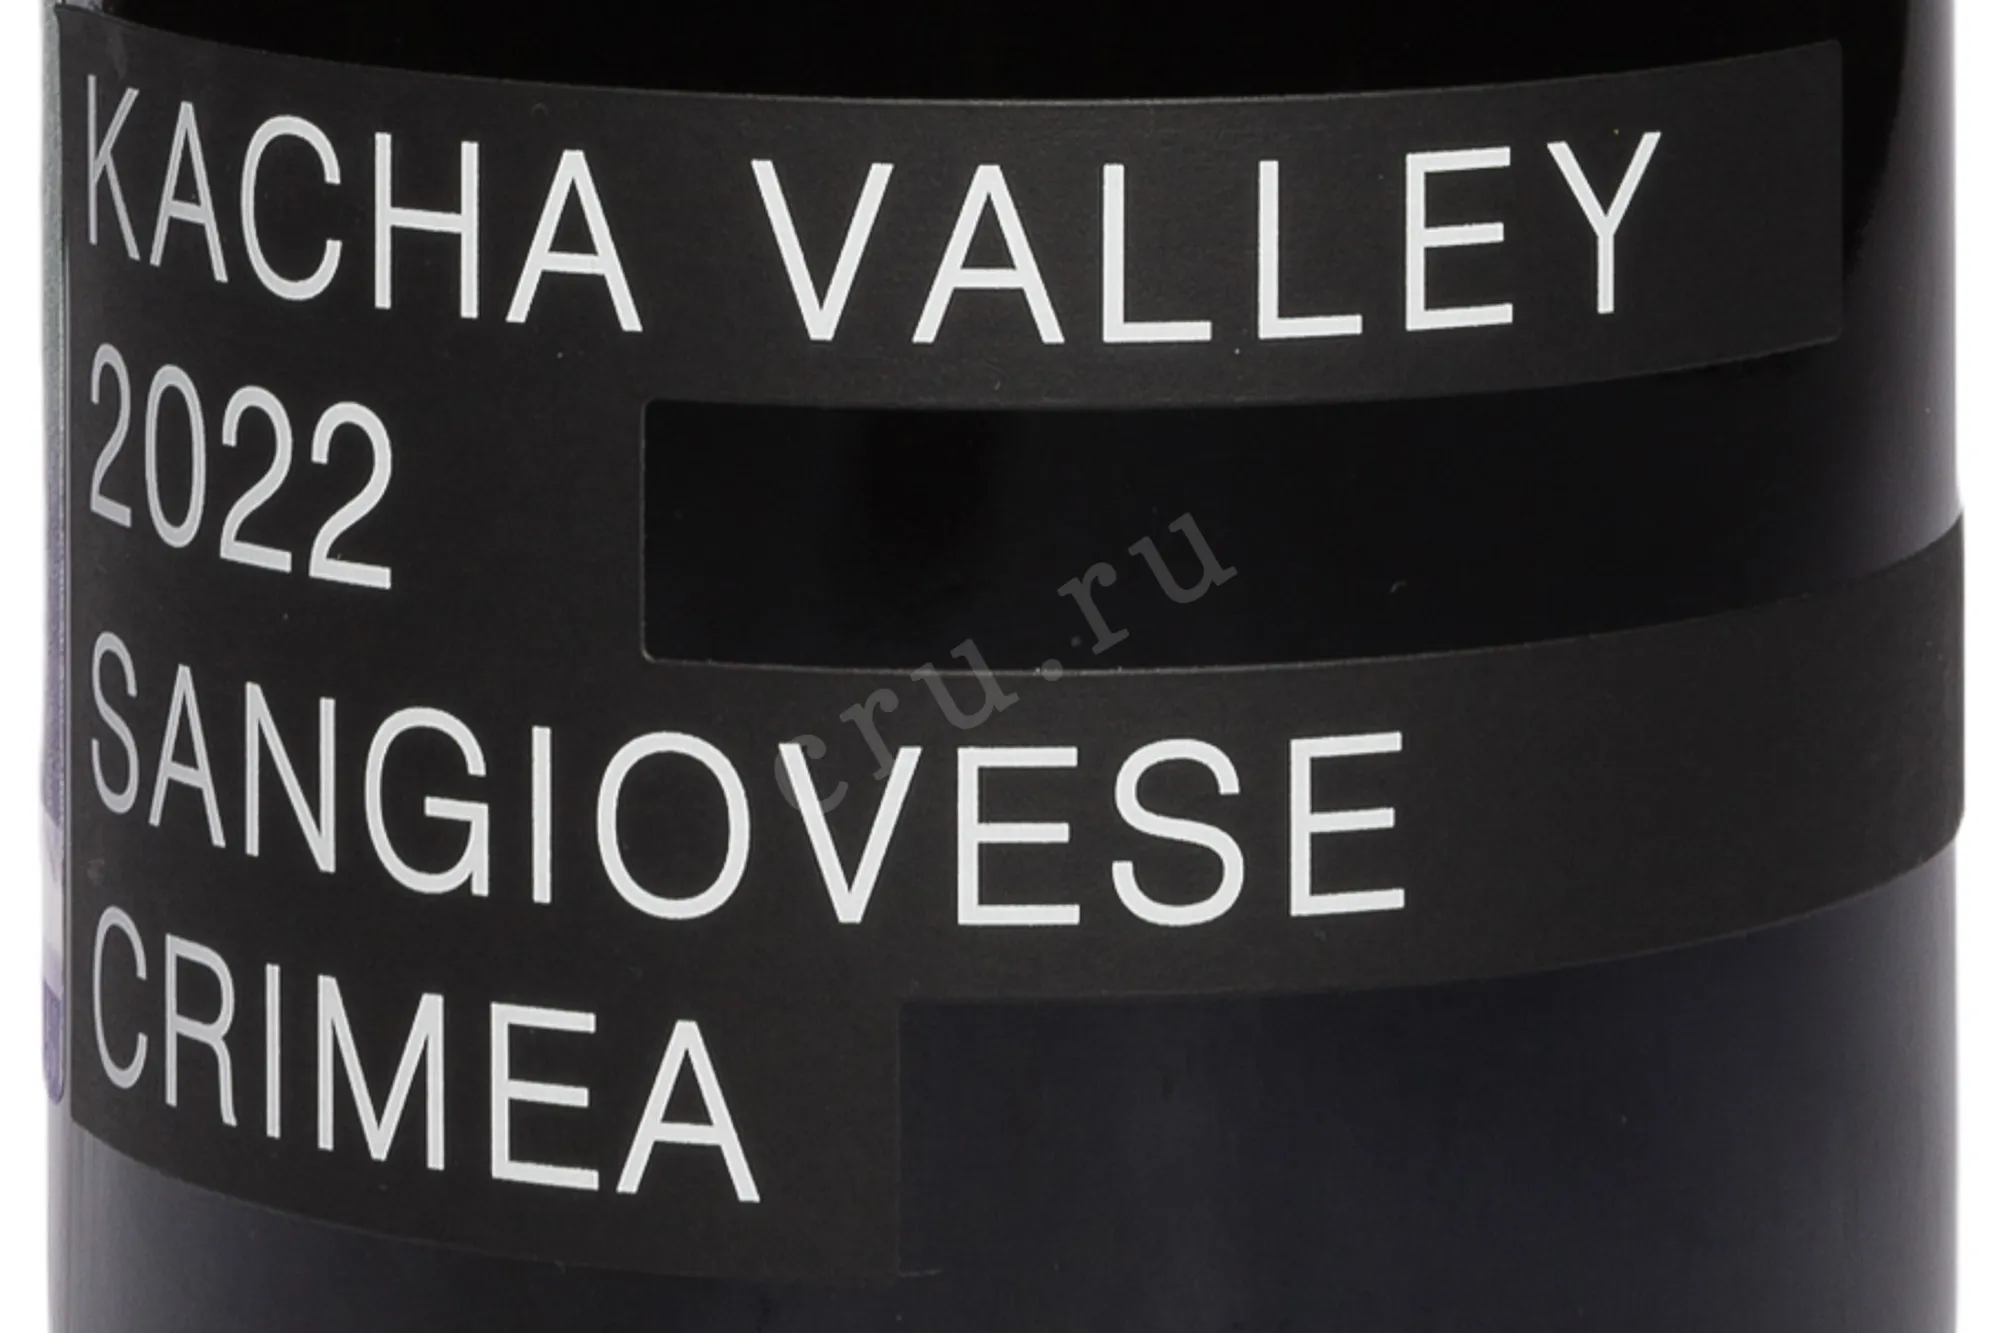 KACHA VALLEY
2022
SANGIOVESE
CRIMEA
cru.ru